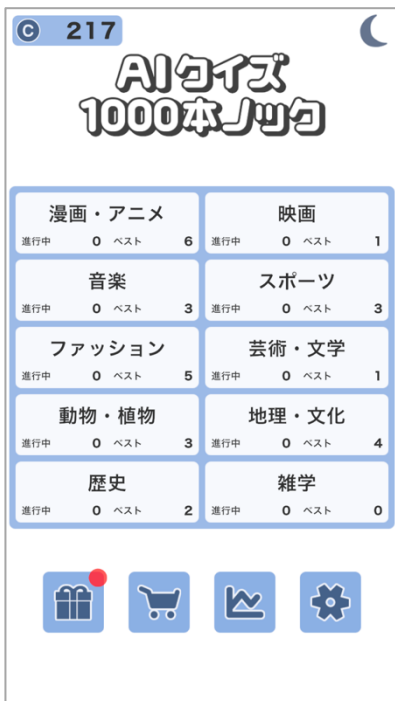 C 217
AIクイズ
1000本ノック
漫画・アニメ
進行中 0 ベスト 6
映画
進行中 0 ベスト 1
音楽
進行中 0 ベスト 3
スポーツ
進行中 0 ベスト 3
ファッション
進行中 0 ベスト 5
芸術・文学
進行中 0 ベスト 1
動物・植物
進行中 0 ベスト 3
地理・文化
進行中 0 ベスト 4
歴史
進行中 0 ベスト 2
雑学
進行中 0 ベスト 0